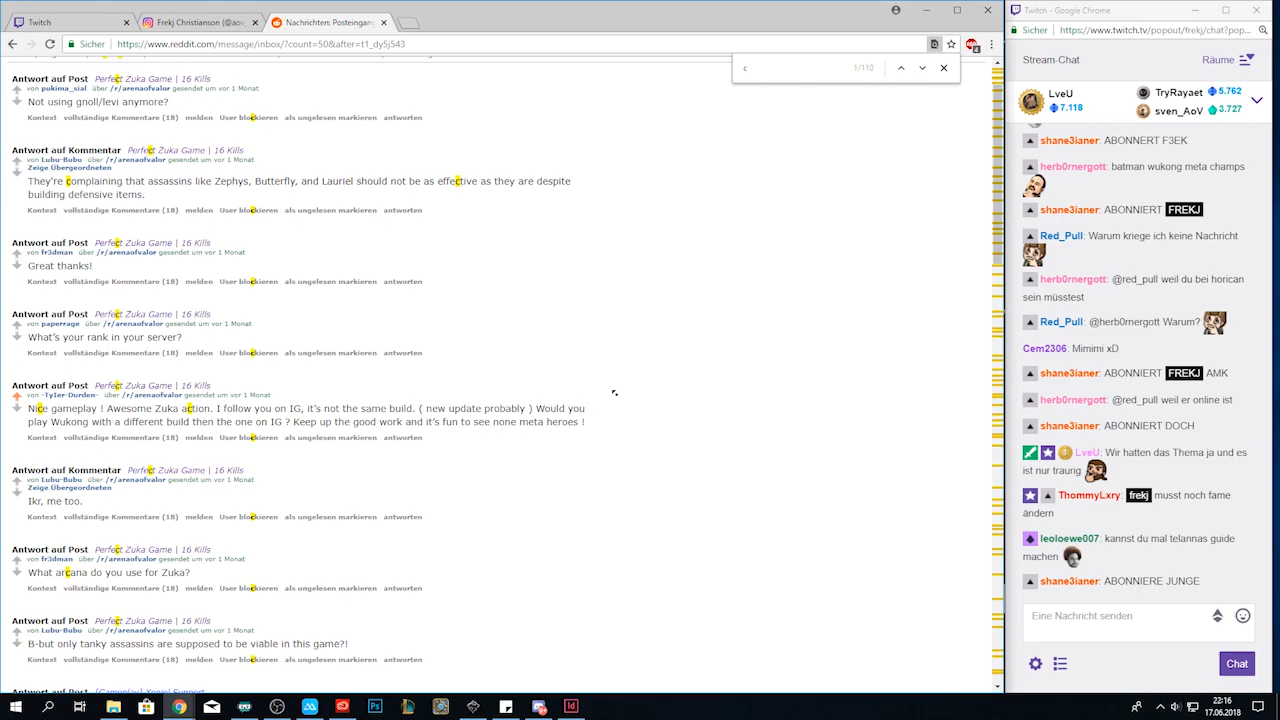 Twitch
Frekj Christianson (@aov_
Nachrichten: Posteingang
Twitch - Google Chrome
Sicher https://www.reddit.com/message/inbox/?count=50&after=t1_dy5j543
Sicher https://www.twitch.tv/popout/frekj/chat?pop...
c 1/110
Antwort auf Post Perfect Zuka Game | 16 Kills
von pukima_sial über /r/arenaofvalor gesendet um vor 1 Monat
Not using gnoll/levi anymore?
Kontext vollständige Kommentare (18) melden User blockieren als ungelesen markieren antworten
Antwort auf Kommentar Perfect Zuka Game | 16 Kills
von Lubu-Bubu über /r/arenaofvalor gesendet um vor 1 Monat
Zeige Übergeordneten
They're complaining that assassins like Zephys, Butterfly, and Lauriel should not be as effective as they are despite
building defensive items.
Kontext vollständige Kommentare (18) melden User blockieren als ungelesen markieren antworten
Antwort auf Post Perfect Zuka Game | 16 Kills
von fr3dman über /r/arenaofvalor gesendet um vor 1 Monat
Great thanks!
Kontext vollständige Kommentare (18) melden User blockieren als ungelesen markieren antworten
Antwort auf Post Perfect Zuka Game | 16 Kills
von paperrage über /r/arenaofvalor gesendet um vor 1 Monat
What's your rank in your server?
Kontext vollständige Kommentare (18) melden User blockieren als ungelesen markieren antworten
Antwort auf Post Perfect Zuka Game | 16 Kills
von -TyIer-Durden- über /r/arenaofvalor gesendet um vor 1 Monat
Nice gameplay ! Awesome Zuka action. I follow you on IG, it's not the same build. ( new update probably ) Would you
play Wukong with a different build then the one on IG ? Keep up the good work and it's fun to see none meta heroes !
Kontext vollständige Kommentare (18) melden User blockieren als ungelesen markieren antworten
Antwort auf Kommentar Perfect Zuka Game | 16 Kills
von Lubu-Bubu über /r/arenaofvalor gesendet um vor 1 Monat
Zeige Übergeordneten
Ikr, me too.
Kontext vollständige Kommentare (18) melden User blockieren als ungelesen markieren antworten
Antwort auf Post Perfect Zuka Game | 16 Kills
von fr3dman über /r/arenaofvalor gesendet um vor 1 Monat
What arcana do you use for Zuka?
Kontext vollständige Kommentare (18) melden User blockieren als ungelesen markieren antworten
Antwort auf Post Perfect Zuka Game | 16 Kills
von Lubu-Bubu über /r/arenaofvalor gesendet um vor 1 Monat
B-but only tanky assassins are supposed to be viable in this game?!
Kontext vollständige Kommentare (18) melden User blockieren als ungelesen markieren antworten
Antwort auf Post [Gameplay] Xeniel Support
Stream-Chat Räume
LveU
7.118
TryRayaet 5.762
sven_AoV 3.727
shane3ianer: ABONNIERT F3EK
herb0rnergott: batman wukong meta champs
shane3ianer: ABONNIERT FREKJ
Red_Pull: Warum kriege ich keine Nachricht
herb0rnergott: @red_pull weil du bei horican
sein müsstest
Red_Pull: @herb0rnergott Warum?
Cem2306: Mimimi xD
shane3ianer: ABONNIERT AMK
herb0rnergott: @red_pull weil er online ist
shane3ianer: ABONNIERT DOCH
LveU: Wir hatten das Thema ja und es
ist nur traurig
ThommyLxry: frekj musst noch fame
ändern
leoloewe007: kannst du mal telannas guide
machen
shane3ianer: ABONNIERE JUNGE
Eine Nachricht senden
Chat
22:16
17.06.2018